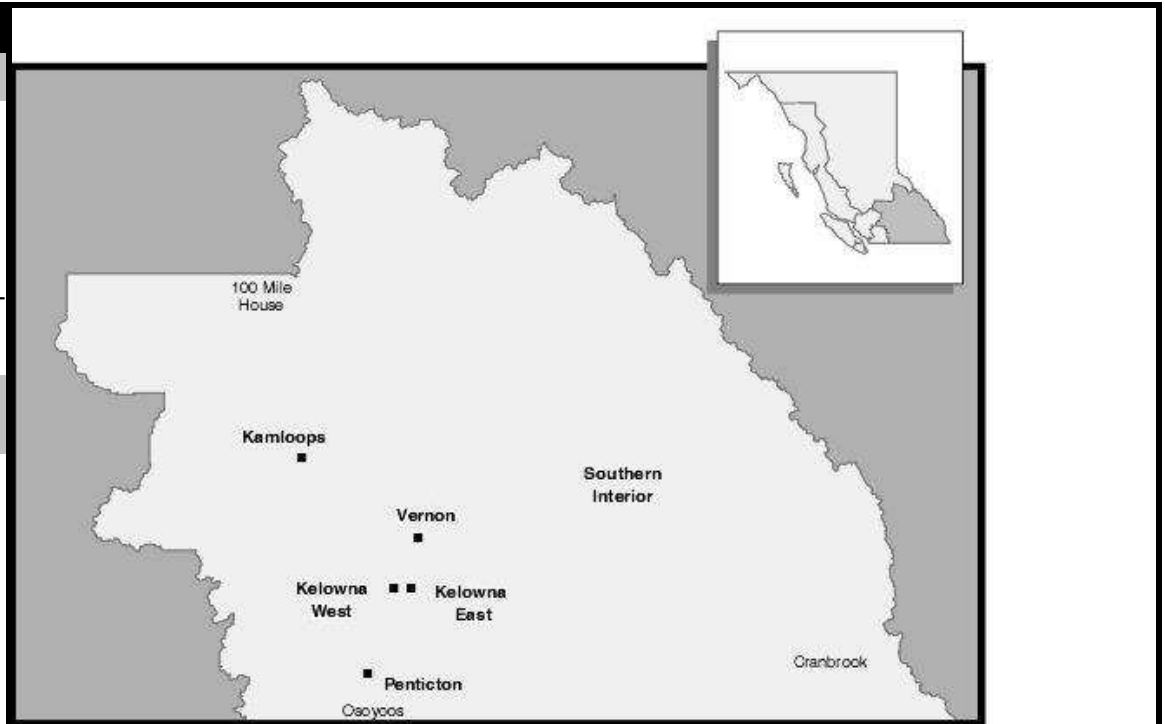 100 Mile
House
Kamloops
Southern
Interior
Vernon
Kelowna
West
Kelowna
East
Cranbrook
Penticton
Osoyoos